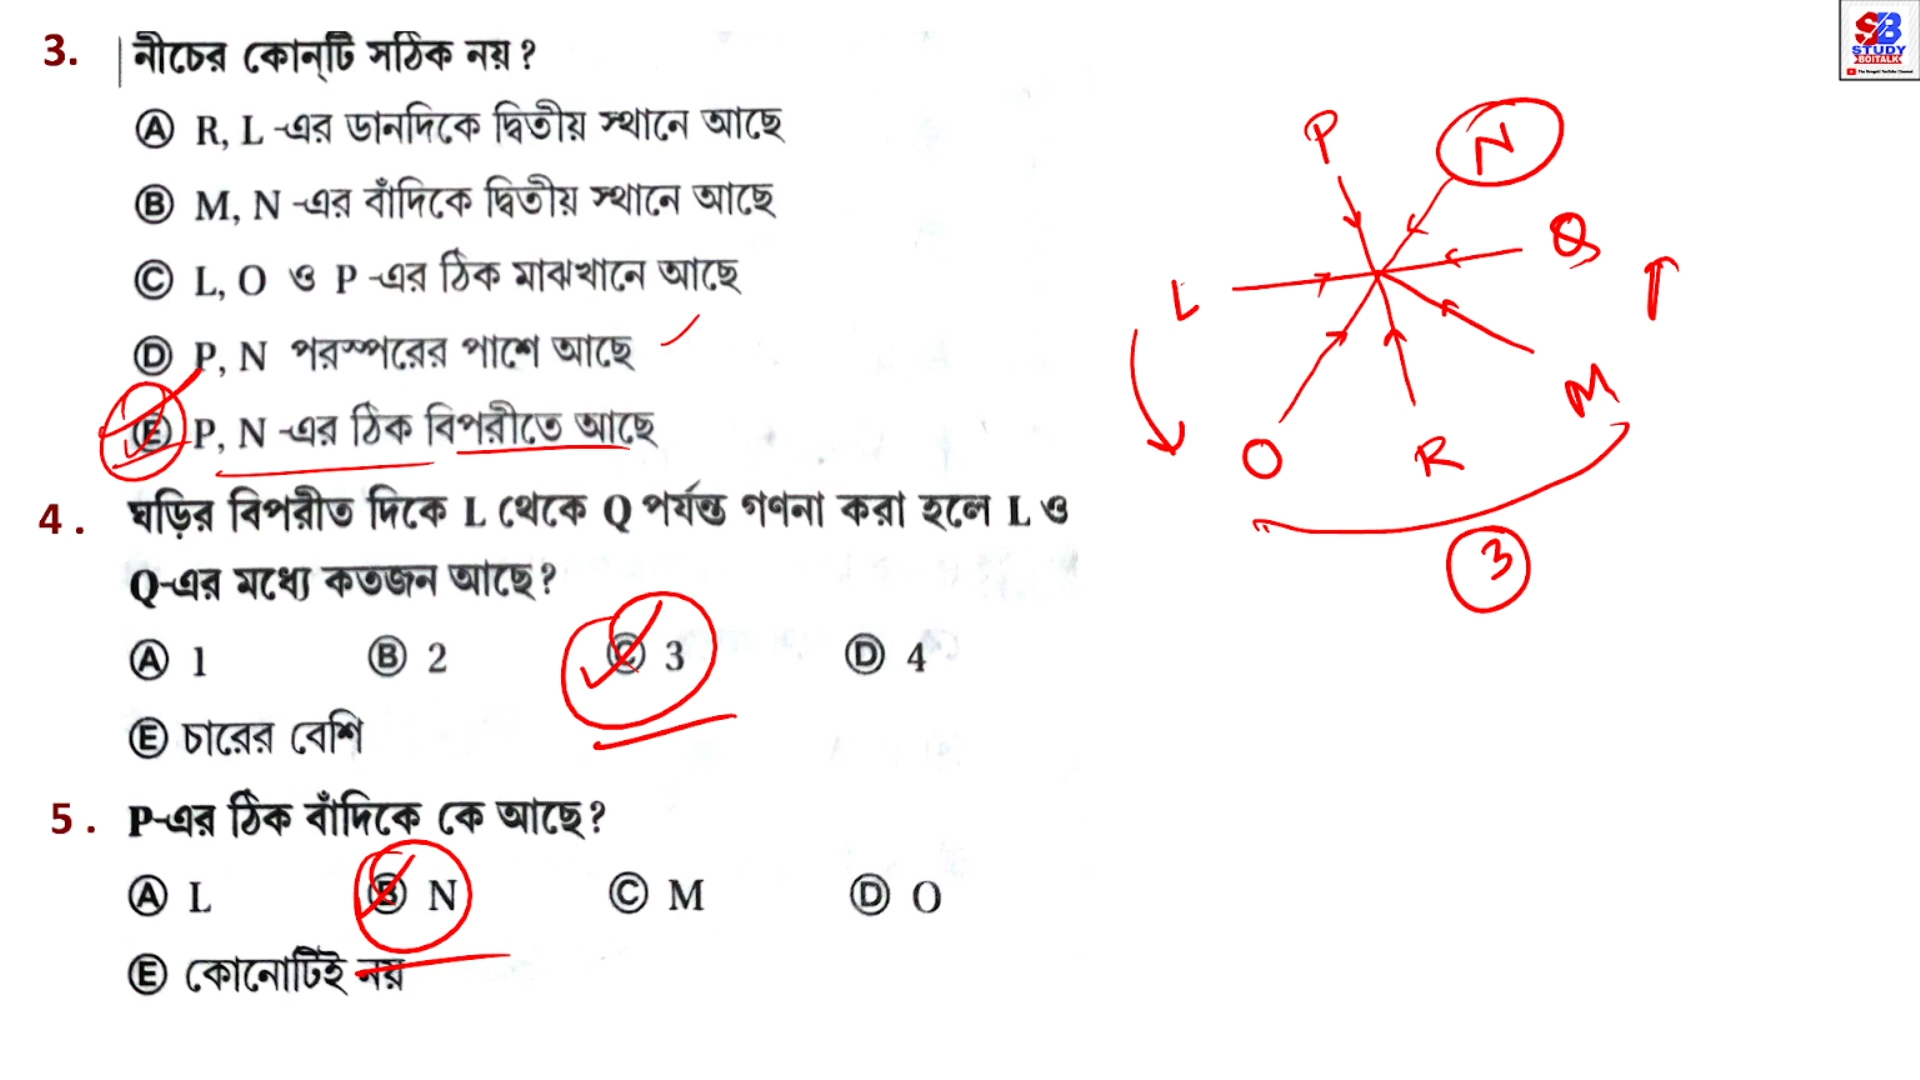 3. নীচের কোন্‌টি সঠিক নয় ?
Ⓐ R, L -এর ডানদিকে দ্বিতীয় স্থানে আছে
Ⓑ M, N -এর বাঁদিকে দ্বিতীয় স্থানে আছে
Ⓒ L, O ও P -এর ঠিক মাঝখানে আছে
Ⓓ P, N পরস্পরের পাশে আছে
Ⓔ P, N -এর ঠিক বিপরীতে আছে
4. ঘড়ির বিপরীত দিকে L থেকে Q পর্যন্ত গণনা করা হলে L ও
Q-এর মধ্যে কতজন আছে?
Ⓐ 1 Ⓑ 2 Ⓒ 3 Ⓓ 4
Ⓔ চারের বেশি
5. P-এর ঠিক বাঁদিকে কে আছে?
Ⓐ L Ⓑ N Ⓒ M Ⓓ O
Ⓔ কোনোটিই নয়
SB
STUDY
BOITALK
P
N
Q
L
M
O
R
3